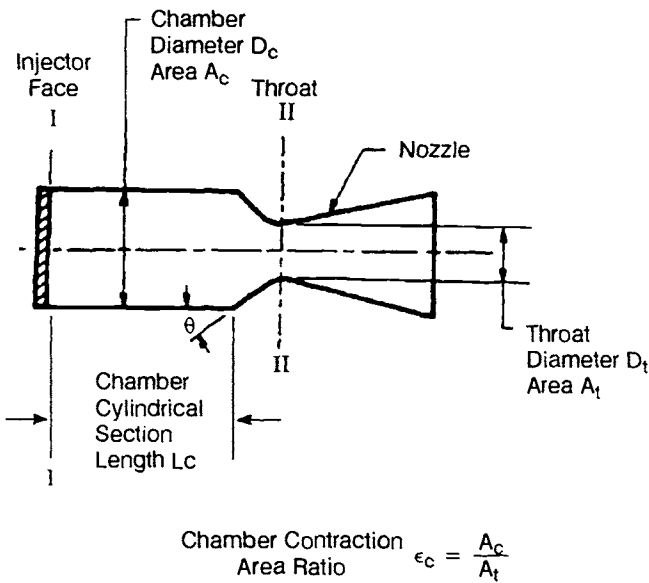 Chamber
Diameter Dc
Area Ac
Injector
Face
I
Throat
II
Nozzle
θ
II
Throat
Diameter Dt
Area At
Chamber
Cylindrical
Section
Length Lc
I
Chamber Contraction
Area Ratio
ϵc = Ac
At